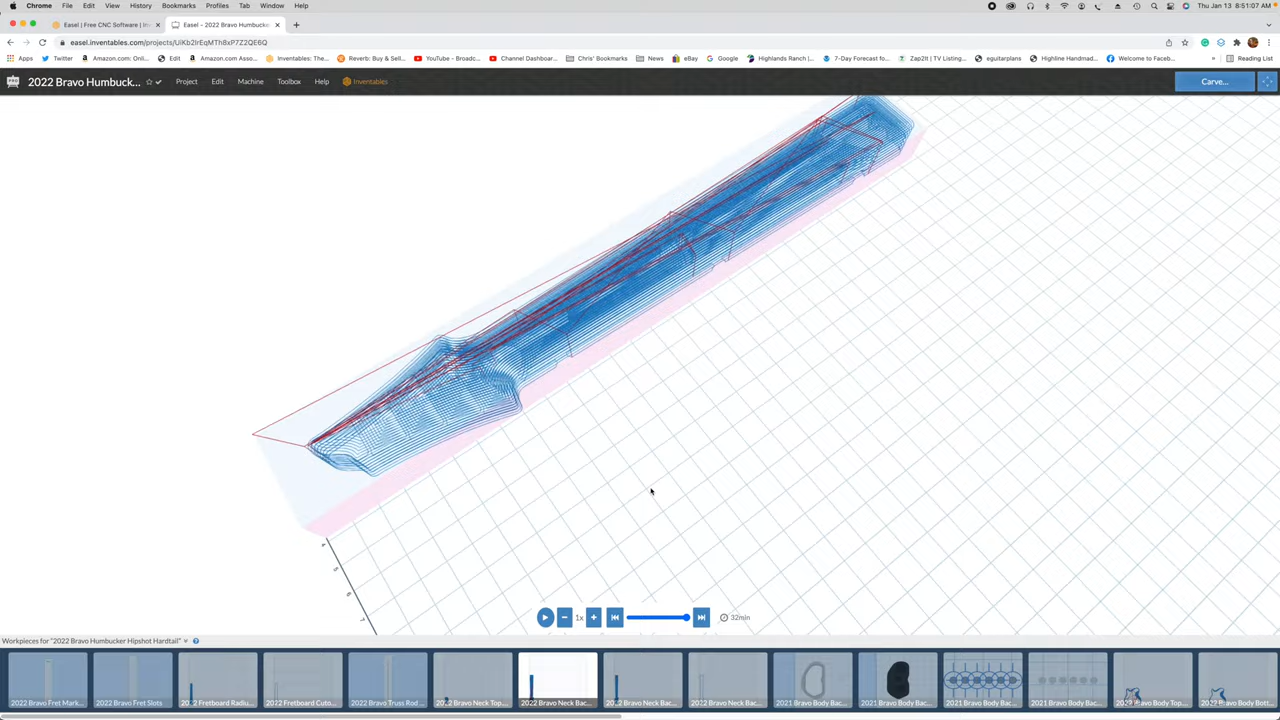 Chrome File Edit View History Bookmarks Profiles Tab Window Help Thu Jan 13 8:51:07 AM
Easel | Free CNC Software | In Easel - 2022 Bravo Humbucke
easel.inventables.com/projects/UiKb2IrEqMTh8xP7Z2QE6Q
Apps Twitter Amazon.com: Onli... Edit Amazon.com Asso... Inventables: The... Reverb: Buy & Sell... YouTube - Broadc... Channel Dashboar... Chris' Bookmarks News eBay Google Highlands Ranch |... 7-Day Forecast fo... Zap2It | TV Listing... eguitarplans Highline Handmad... Welcome to Faceb... » Reading List
PRO 2022 Bravo Humbuck... Project Edit Machine Toolbox Help Inventables Carve...
1x 32min
Workpieces for "2022 Bravo Humbucker Hipshot Hardtail"
2022 Bravo Fret Mark... 2022 Bravo Fret Slots 2022 Fretboard Radiu... 2022 Fretboard Cuto... 2022 Bravo Truss Rod... 2022 Bravo Neck Top... 2022 Bravo Neck Bac... 2022 Bravo Neck Bac... 2022 Bravo Neck Bac... 2021 Bravo Body Bac... 2021 Bravo Body Bac... 2021 Bravo Body Bac... 2021 Bravo Body Bac... 2022 Bravo Body Top... 2022 Bravo Body Bott...